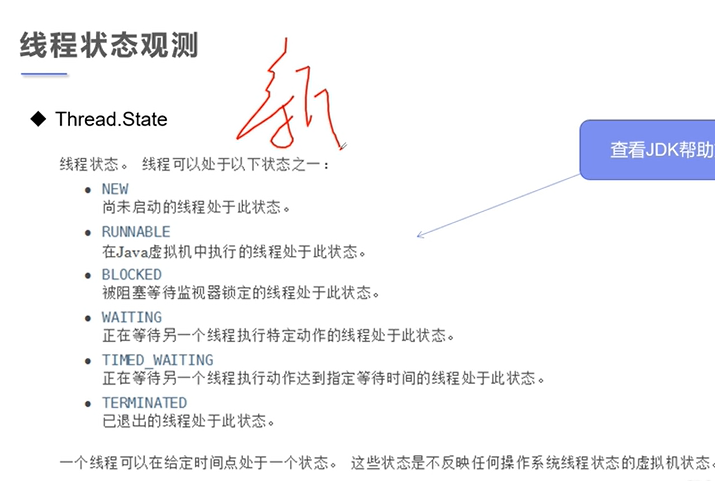 线程状态观测
新
◆ Thread.State
查看JDK帮助
线程状态。 线程可以处于以下状态之一：
● NEW
尚未启动的线程处于此状态。
● RUNNABLE
在Java虚拟机中执行的线程处于此状态。
● BLOCKED
被阻塞等待监视器锁定的线程处于此状态。
● WAITING
正在等待另一个线程执行特定动作的线程处于此状态。
● TIMED_WAITING
正在等待另一个线程执行动作达到指定等待时间的线程处于此状态。
● TERMINATED
已退出的线程处于此状态。
一个线程可以在给定时间点处于一个状态。 这些状态是不反映任何操作系统线程状态的虚拟机状态。